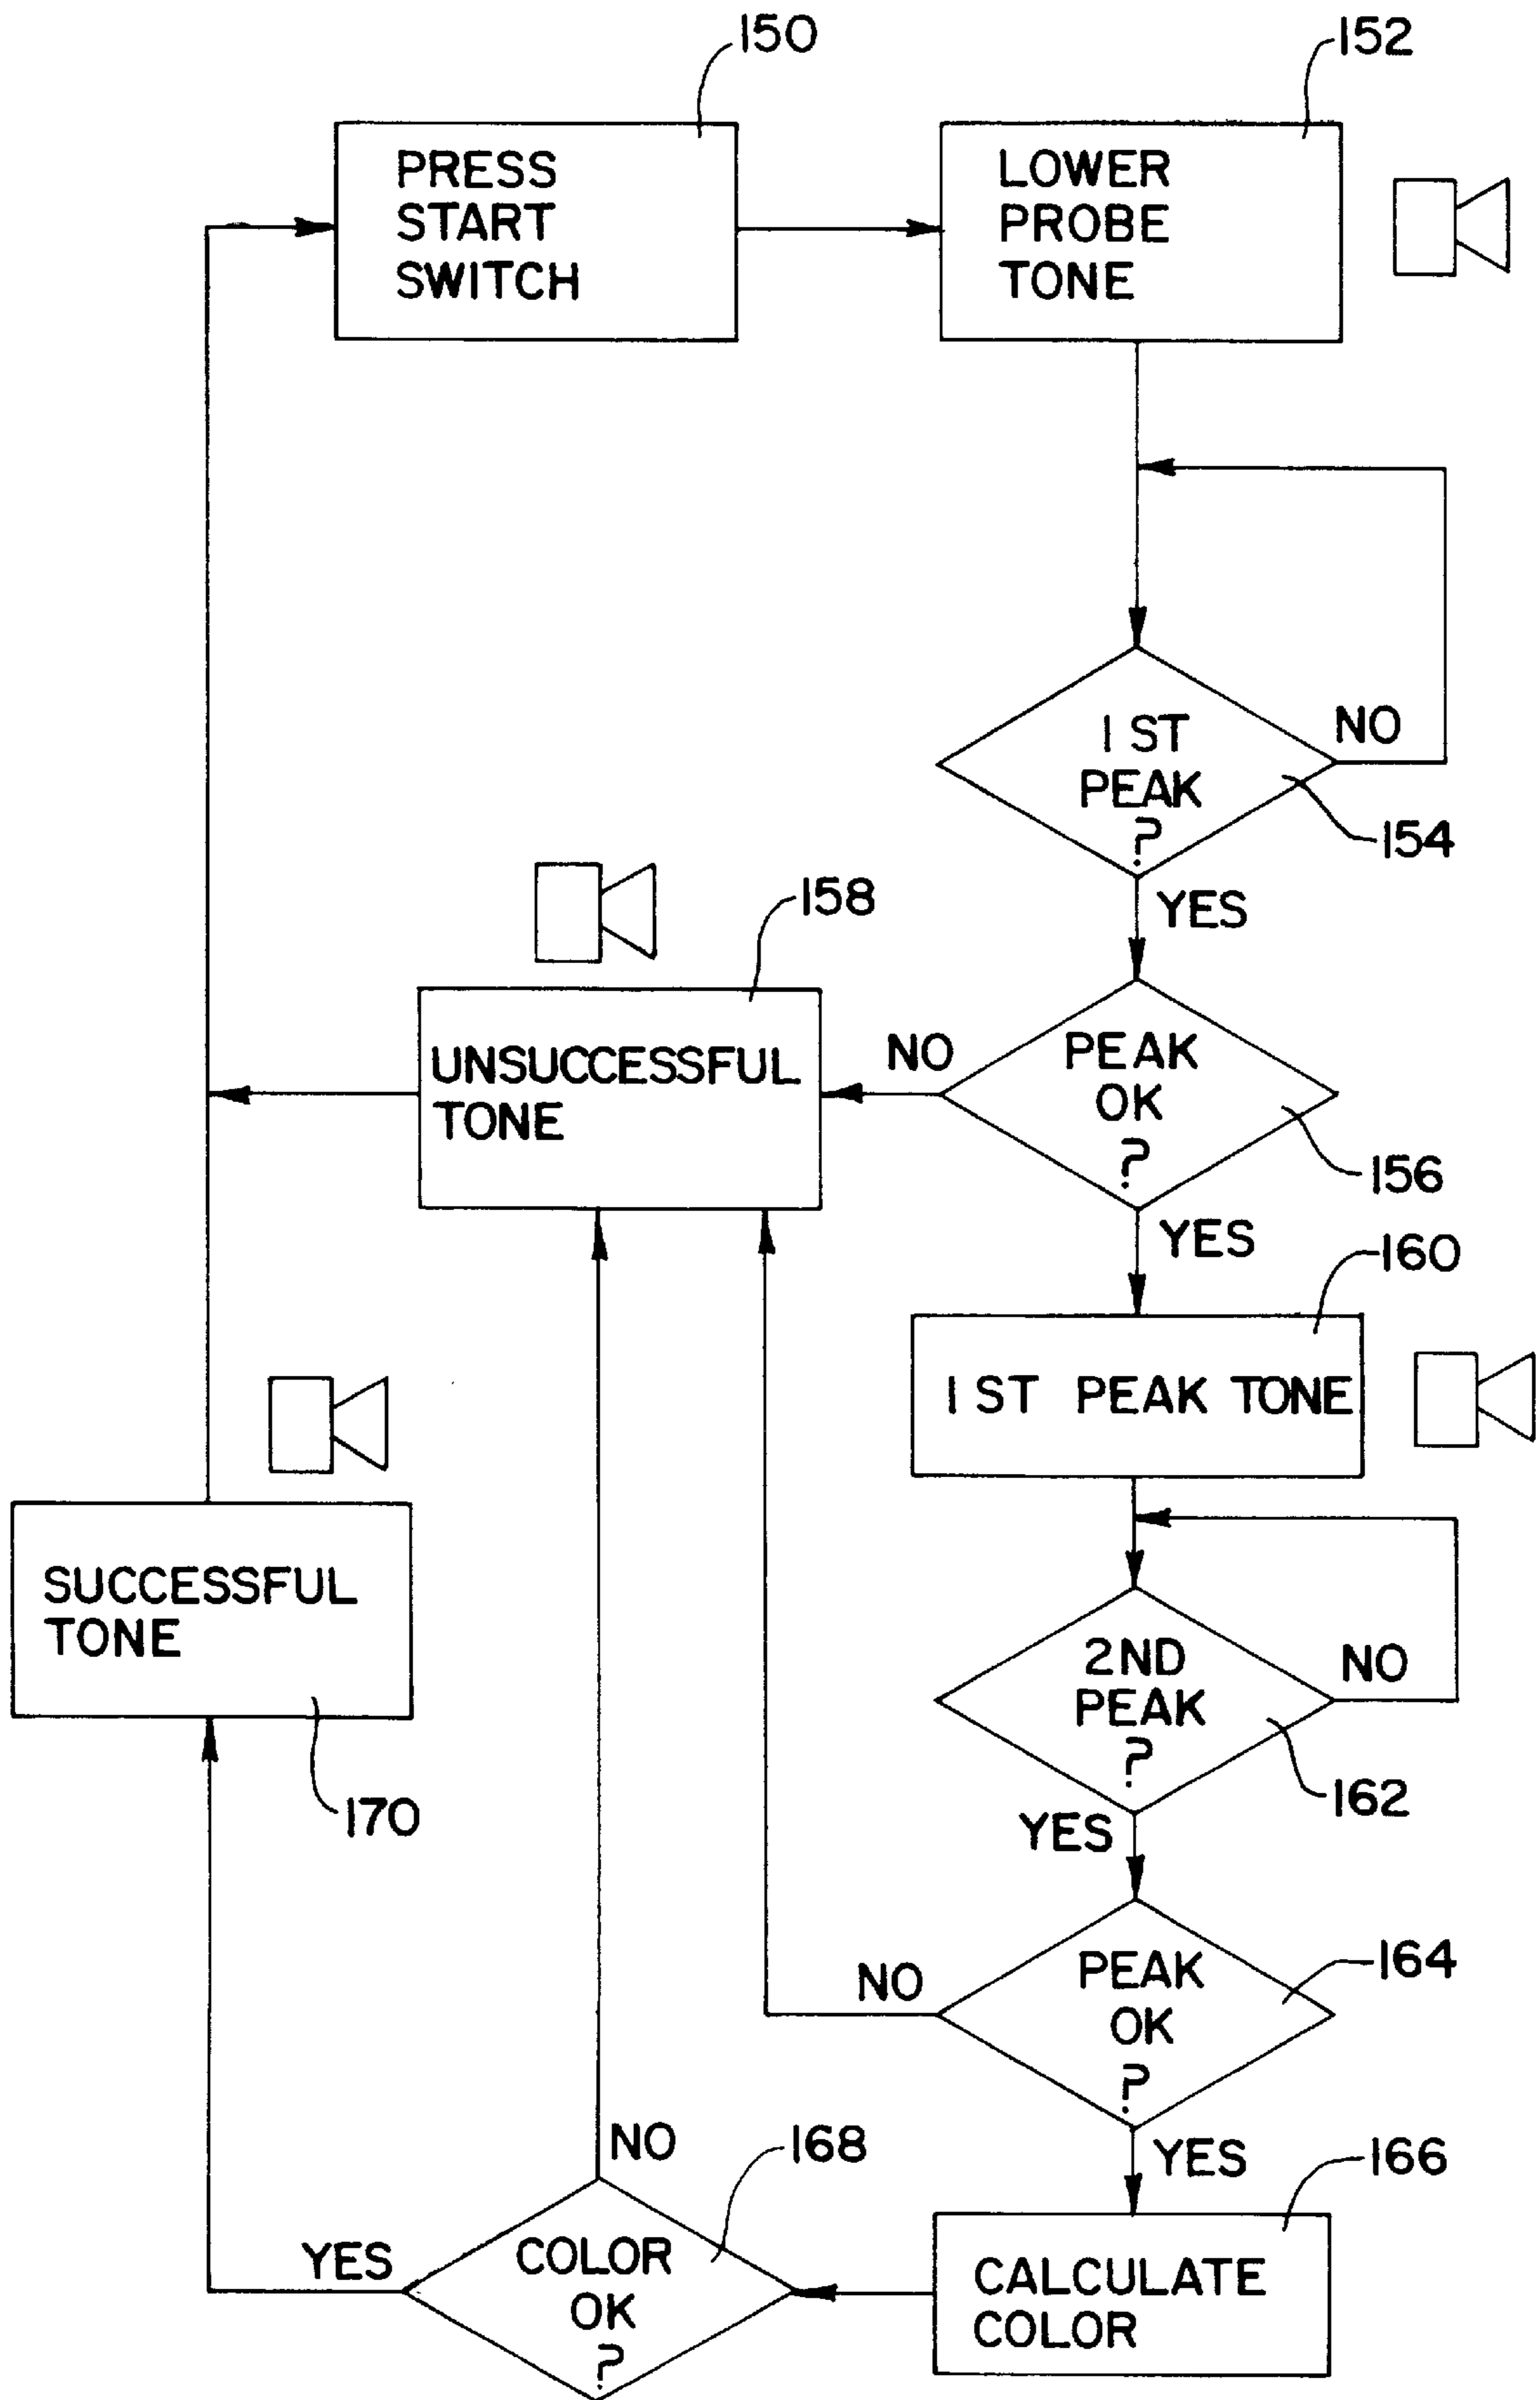 150
PRESS
START
SWITCH
152
LOWER
PROBE
TONE
1 ST
PEAK
?
NO
154
YES
158
UNSUCCESSFUL
TONE
NO
PEAK
OK
?
156
YES
160
1 ST PEAK TONE
SUCCESSFUL
TONE
170
2ND
PEAK
?
NO
162
YES
PEAK
OK
?
NO
164
YES
166
CALCULATE
COLOR
NO
168
YES
COLOR
OK
?